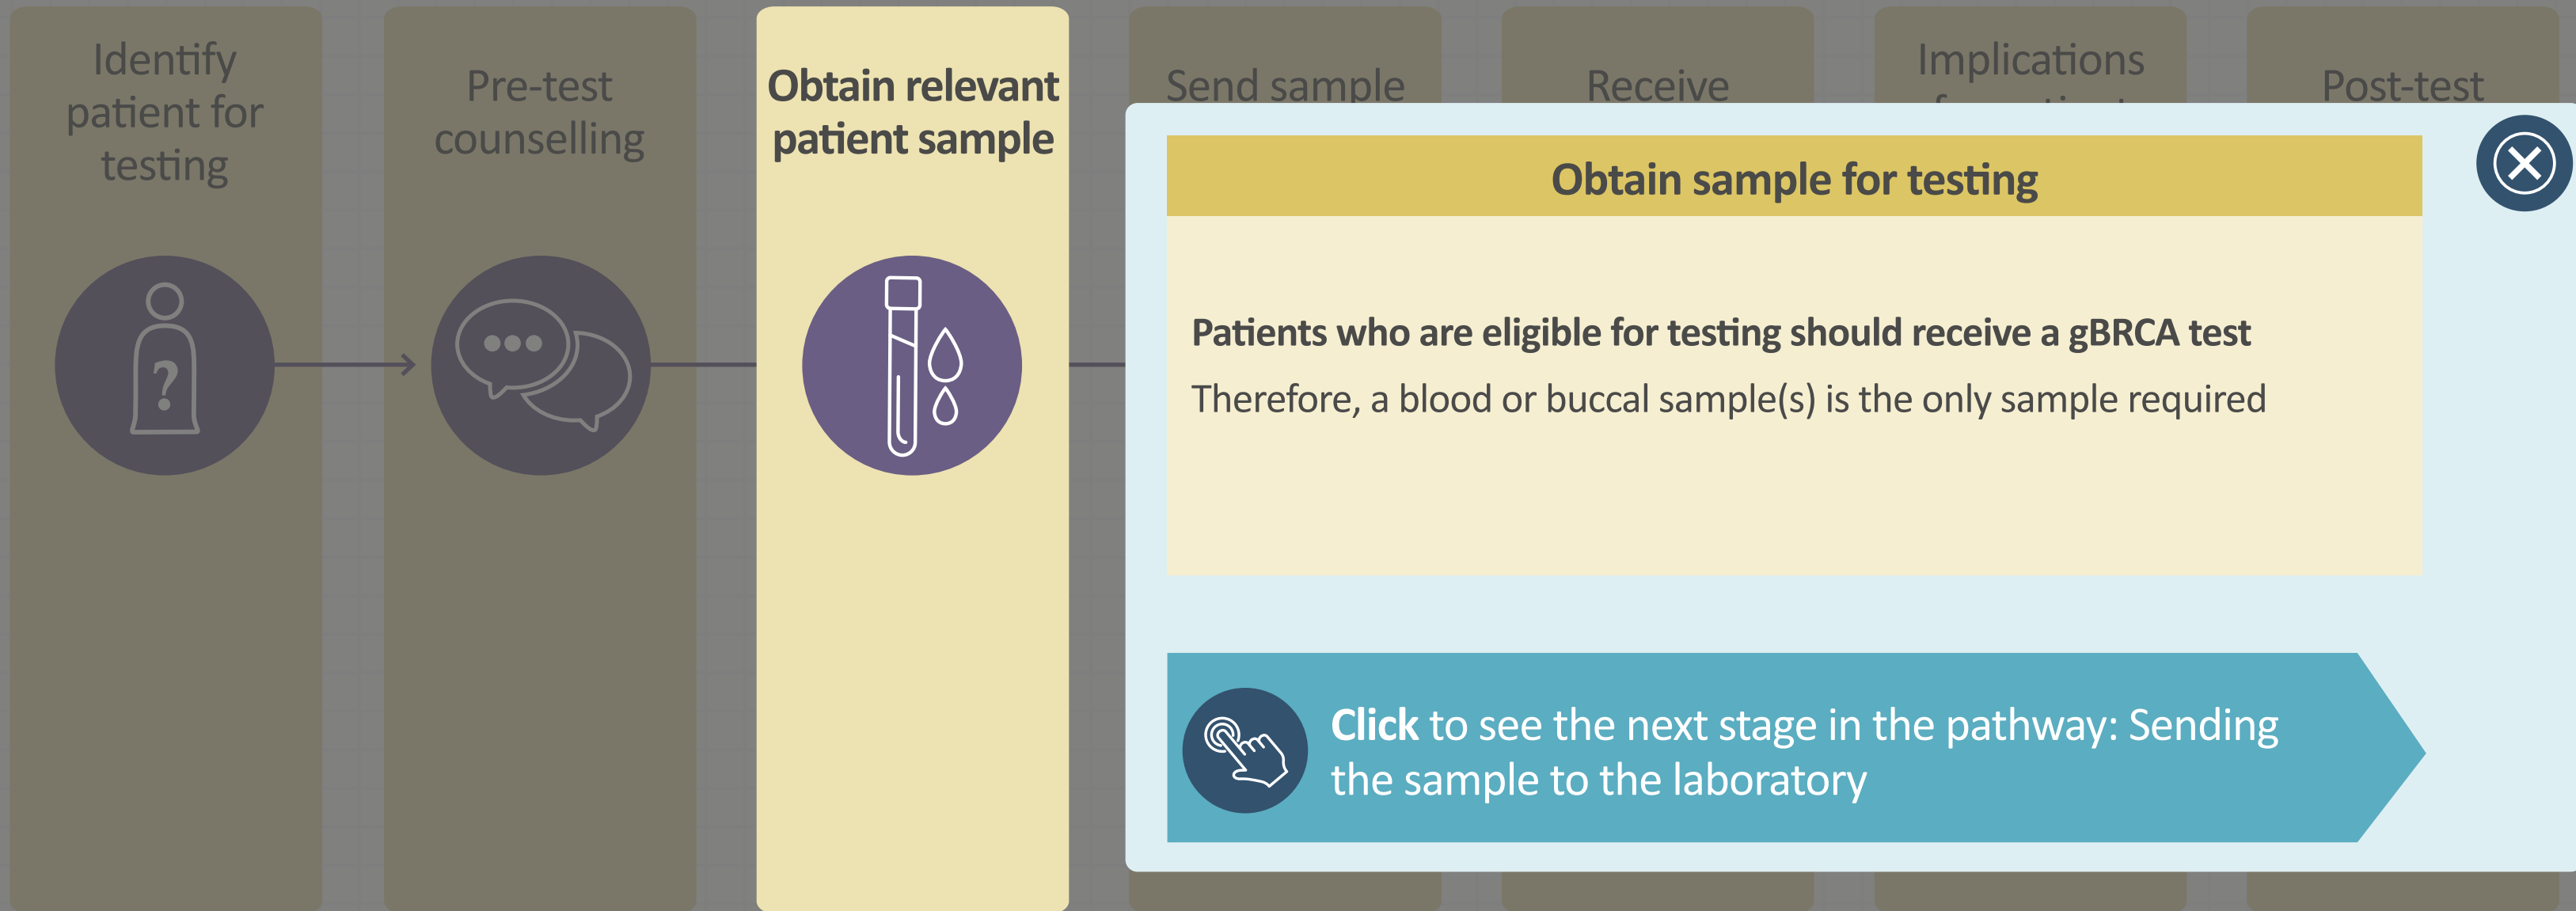 Identify
patient for
testing
Pre-test
counselling
Obtain relevant
patient sample
Send sample
Receive
Implications
Post-test
Obtain sample for testing
Patients who are eligible for testing should receive a gBRCA test
Therefore, a blood or buccal sample(s) is the only sample required
Click to see the next stage in the pathway: Sending
the sample to the laboratory
?